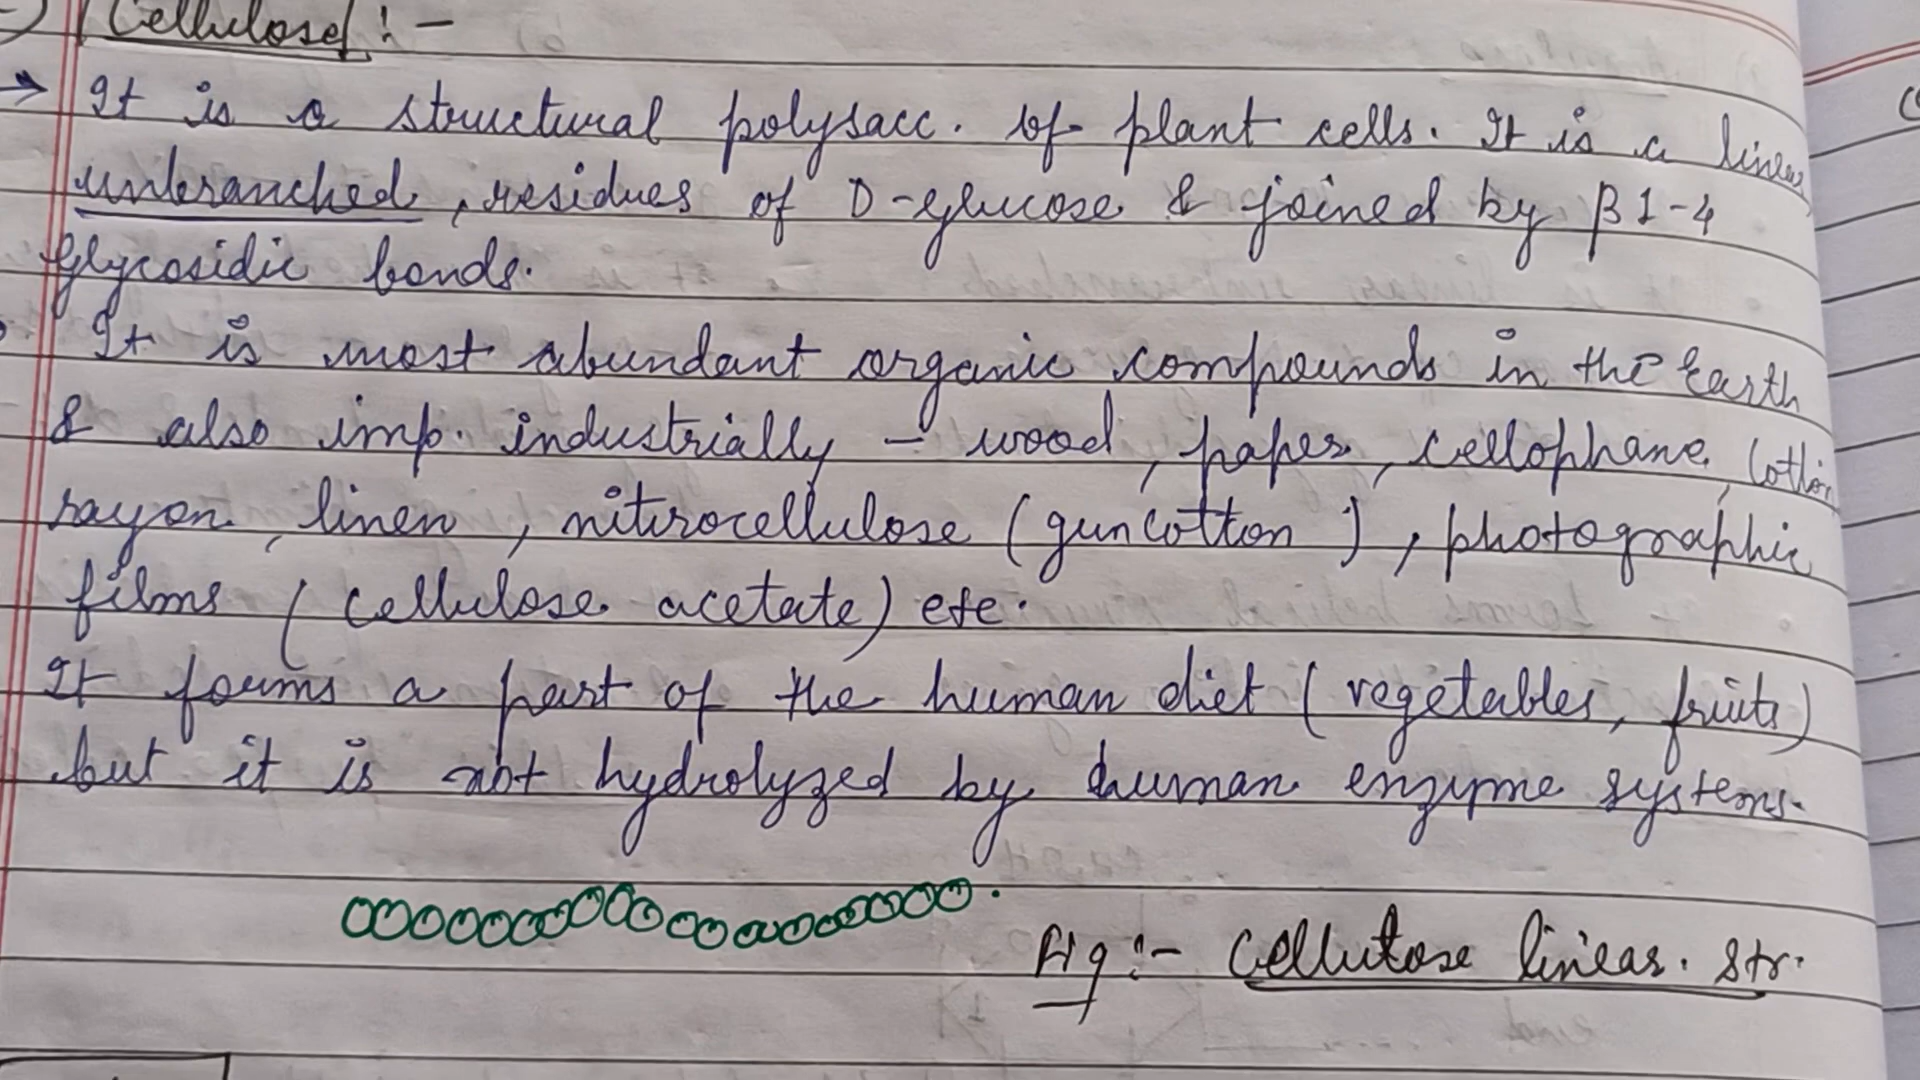 Cellulose :-
→ It is a structural polysacc. of plant cells. It is a linear
unbranched, residues of D-glucose & joined by β1-4
glycosidic bonds.
It is most abundant organic compounds in the Earth
& also imp. industrially - wood, paper, cellophane, Cotton
rayon, linen, nitrocellulose (guncotton), photographic
films (cellulose acetate) etc.
It forms a part of the human diet (vegetables, fruits)
but it is not hydrolyzed by human enzyme systems.
Fig :- Cellulose linear. Str.